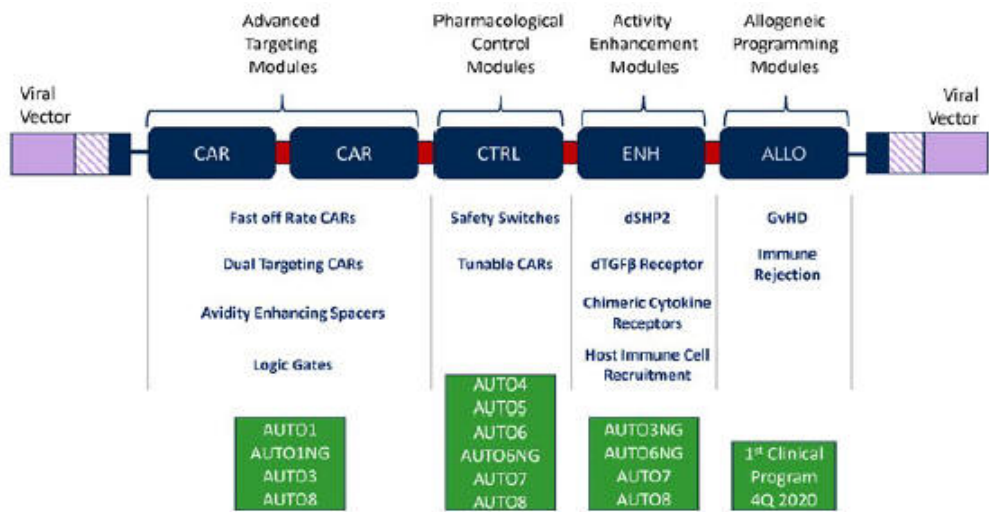 Advanced
Targeting
Modules
Pharmacological
Control
Modules
Activity
Enhancement
Modules
Allogeneic
Programming
Modules
Viral
Vector
Viral
Vector
CAR
CAR
CTRL
ENH
ALLO
Fast off Rate CARs
Dual Targeting CARs
Avidity Enhancing Spacers
Logic Gates
Safety Switches
Tunable CARs
dSHP2
dTGFβ Receptor
Chimeric Cytokine
Receptors
Host Immune Cell
Recruitment
GvHD
Immune
Rejection
AUTO1
AUTO1NG
AUTO3
AUTO8
AUTO4
AUTO5
AUTO6
AUTO6NG
AUTO7
AUTO8
AUTO3NG
AUTO6NG
AUTO7
AUTO8
1st Clinical
Program
4Q 2020